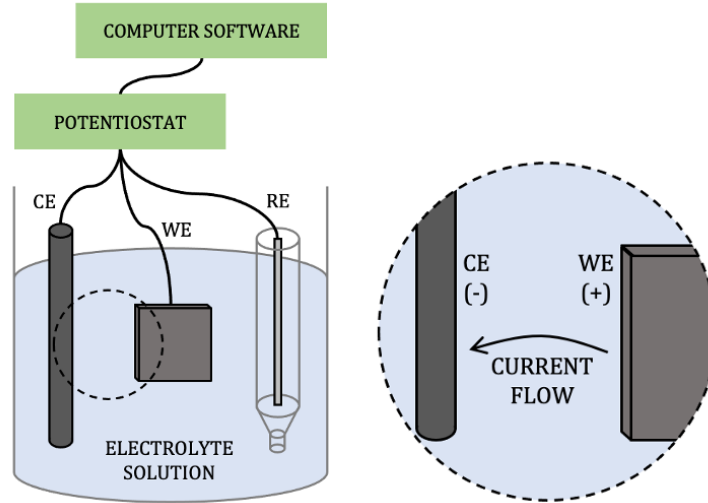 COMPUTER SOFTWARE
POTENTIOSTAT
CE
WE
RE
ELECTROLYTE
SOLUTION
CE
(-)
WE
(+)
CURRENT
FLOW